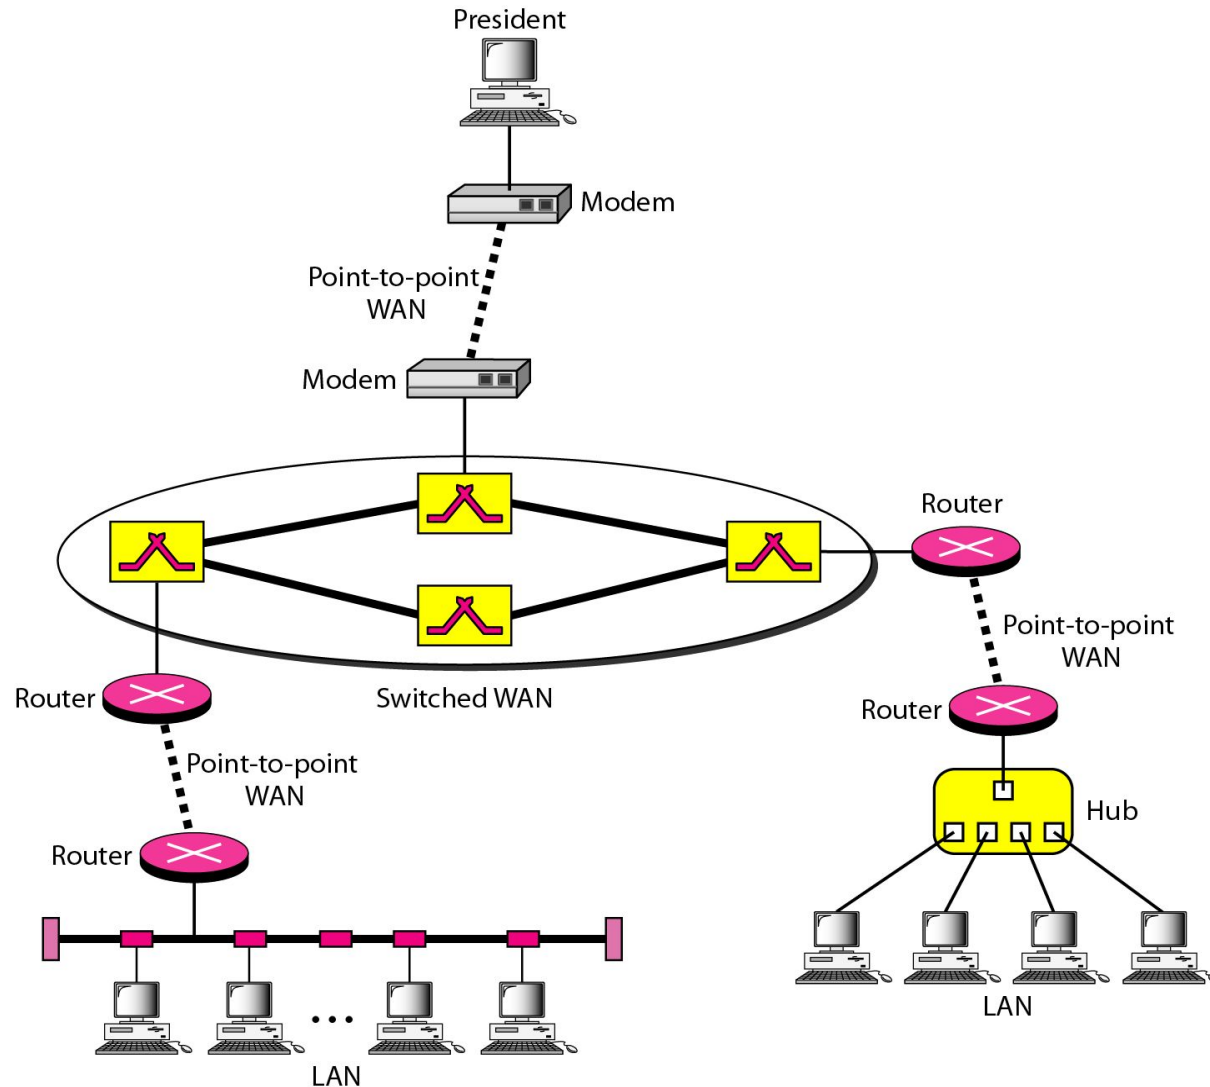 President
Modem
Point-to-point
WAN
Modem
Router
Point-to-point
WAN
Switched WAN
Router
Router
Point-to-point
WAN
Hub
Router
LAN
LAN